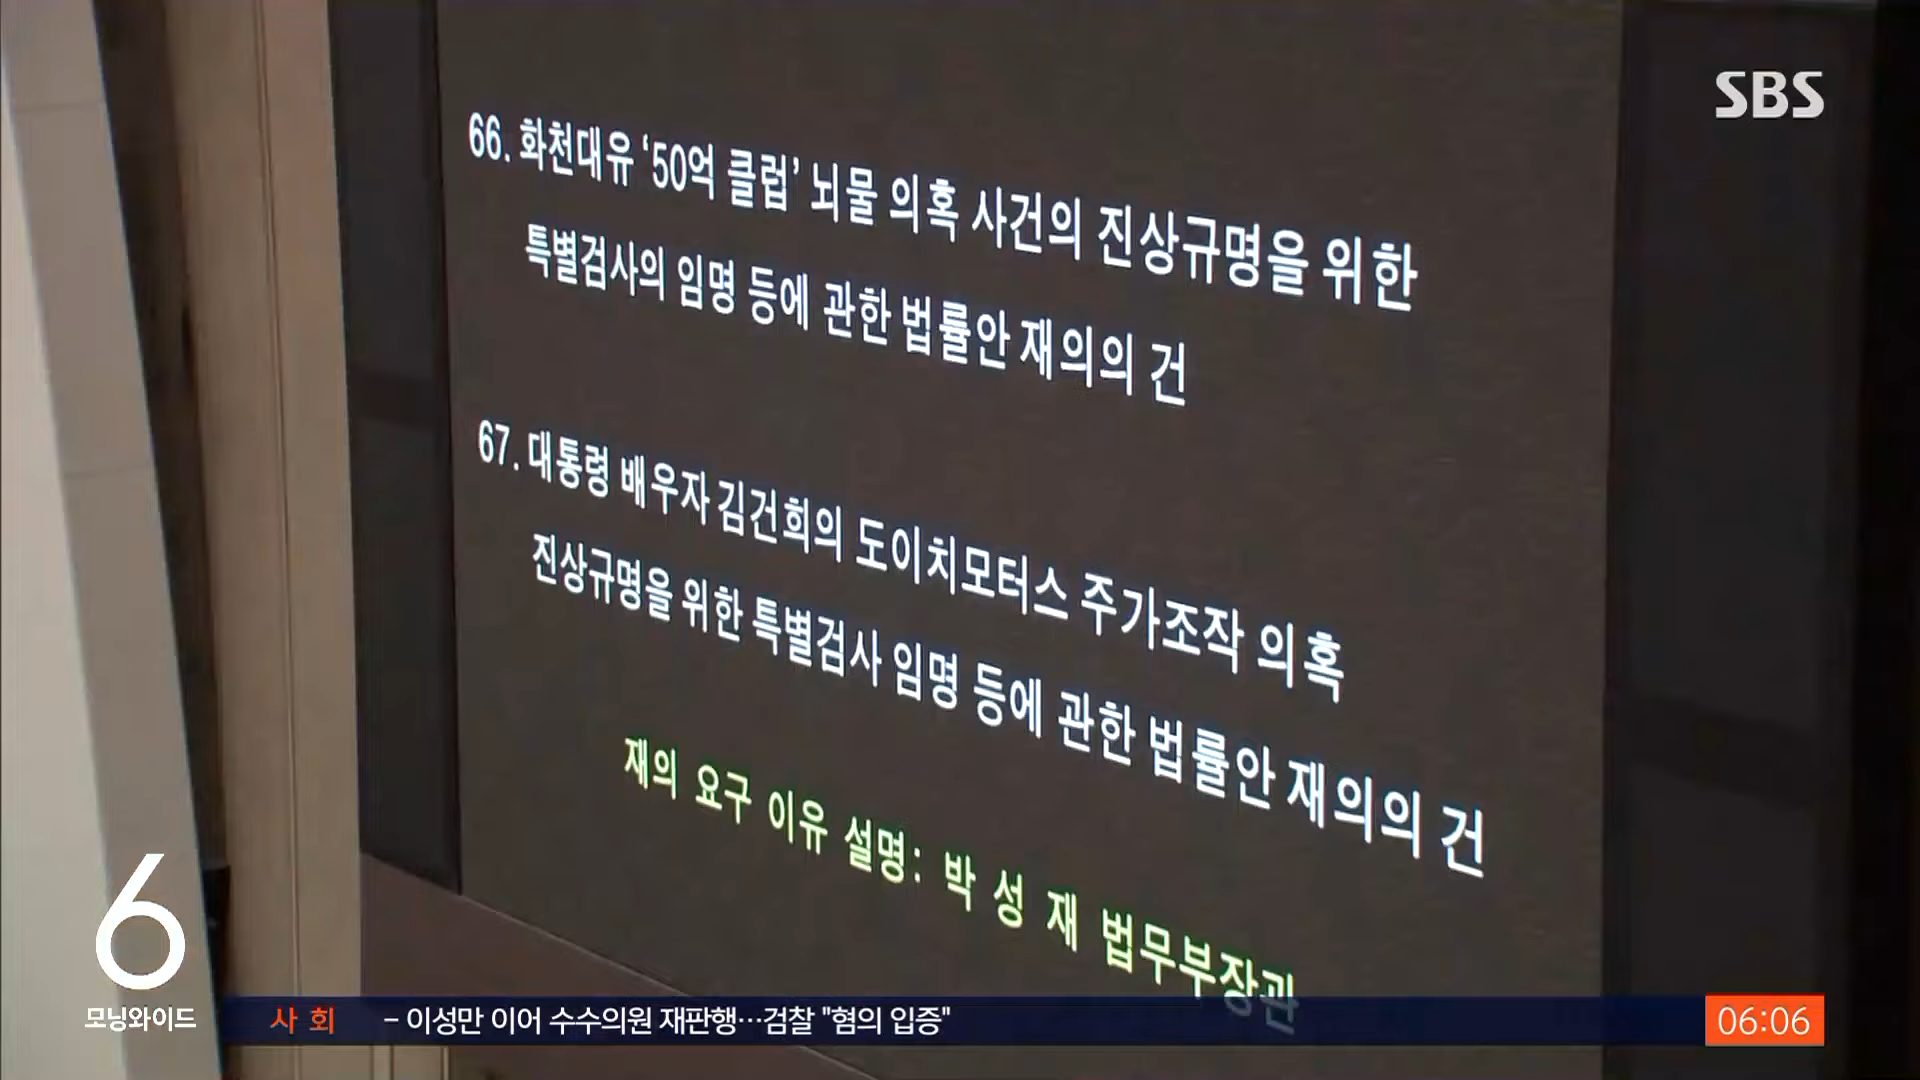 SBS
66. 화천대유 ‘50억 클럽’ 뇌물 의혹 사건의 진상규명을 위한
특별검사의 임명 등에 관한 법률안 재의의 건
67. 대통령 배우자 김건희의 도이치모터스 주가조작 의혹
진상규명을 위한 특별검사 임명 등에 관한 법률안 재의의 건
재의 요구 이유 설명: 박 성 재 법무부장관
6
모닝와이드
사 회
- 이성만 이어 수수의원 재판행…검찰 "혐의 입증"
06:06